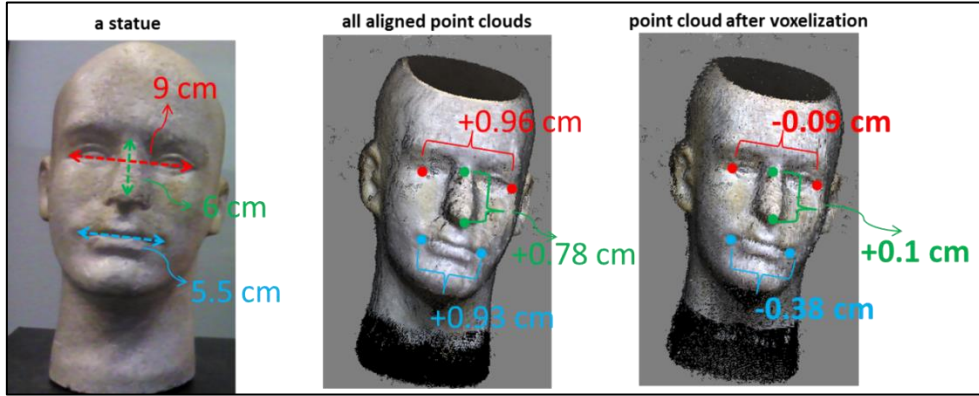 a statue
all aligned point clouds
point cloud after voxelization
9 cm
6 cm
5.5 cm
+0.96 cm
+0.78 cm
+0.93 cm
-0.09 cm
+0.1 cm
-0.38 cm